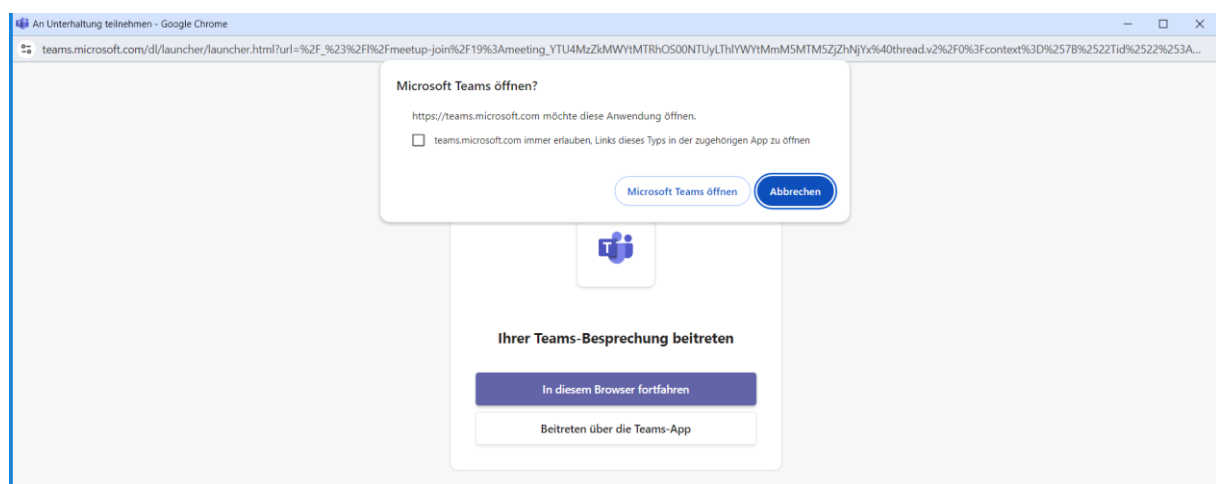 An Unterhaltung teilnehmen - Google Chrome
teams.microsoft.com/dl/launcher/launcher.html?url=%2F_%23%2Fl%2Fmeetup-join%2F19%3Ameeting_YTU4MzZkMWYtMTRhOS00NTUyLThlYWYtMmM5MTM5ZjZhNjYx%40thread.v2%2F0%3Fcontext%3D%257B%2522Tid%2522%253A...
Microsoft Teams öffnen?
https://teams.microsoft.com möchte diese Anwendung öffnen.
teams.microsoft.com immer erlauben, Links dieses Typs in der zugehörigen App zu öffnen
Microsoft Teams öffnen Abbrechen
T
Ihrer Teams-Besprechung beitreten
In diesem Browser fortfahren
Beitreten über die Teams-App